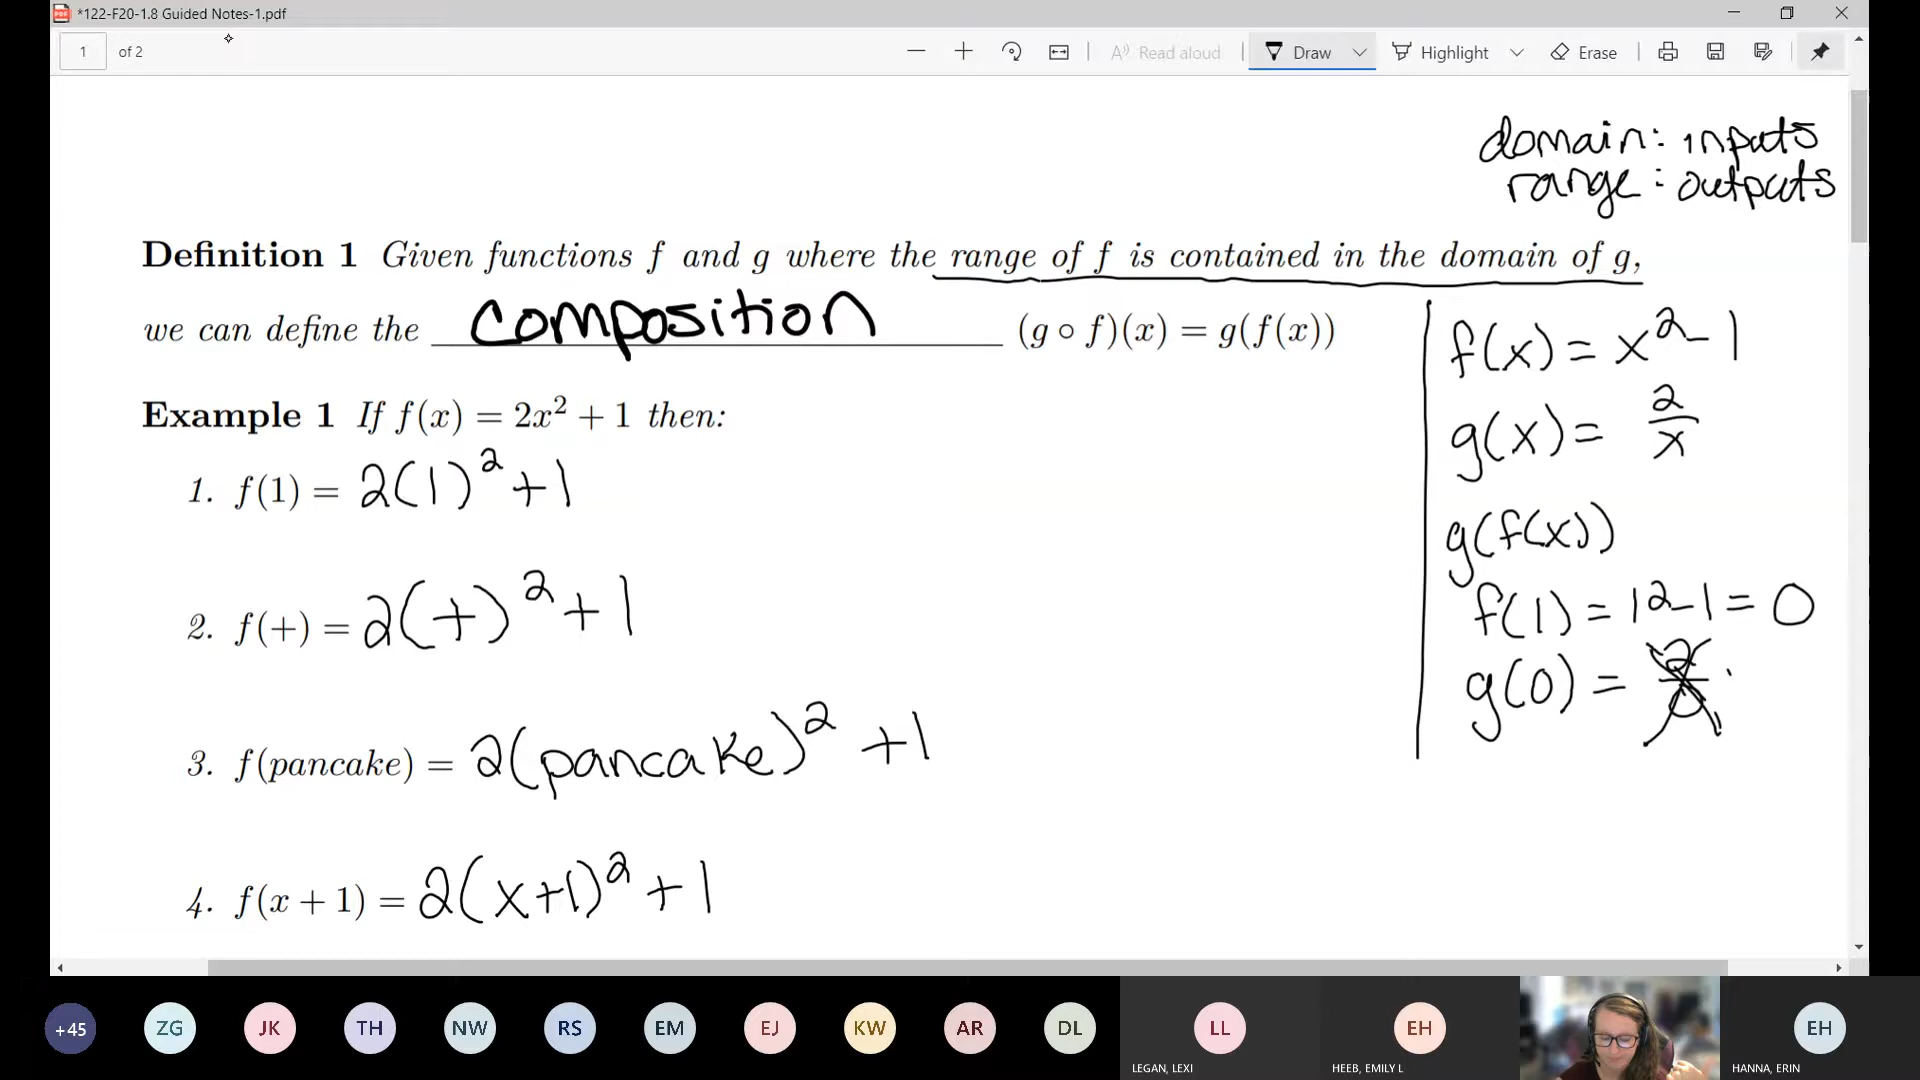 *122-F20-1.8 Guided Notes-1.pdf
1 of 2 Read aloud Draw Highlight Erase
domain: inputs
range: outputs
Definition 1 Given functions f and g where the range of f is contained in the domain of g,
we can define the composition (g ∘ f)(x) = g(f(x))
Example 1 If f(x) = 2x² + 1 then:
1. f(1) = 2(1)² + 1
2. f(+) = 2(+)² + 1
3. f(pancake) = 2(pancake)² + 1
4. f(x + 1) = 2(x+1)² + 1
f(x) = x² - 1
g(x) = 2/x
g(f(x))
f(1) = 1² - 1 = 0
g(0) = 2/0
+45 ZG JK TH NW RS EM EJ KW AR DL LL EH EH
LEGAN, LEXI HEEB, EMILY L HANNA, ERIN